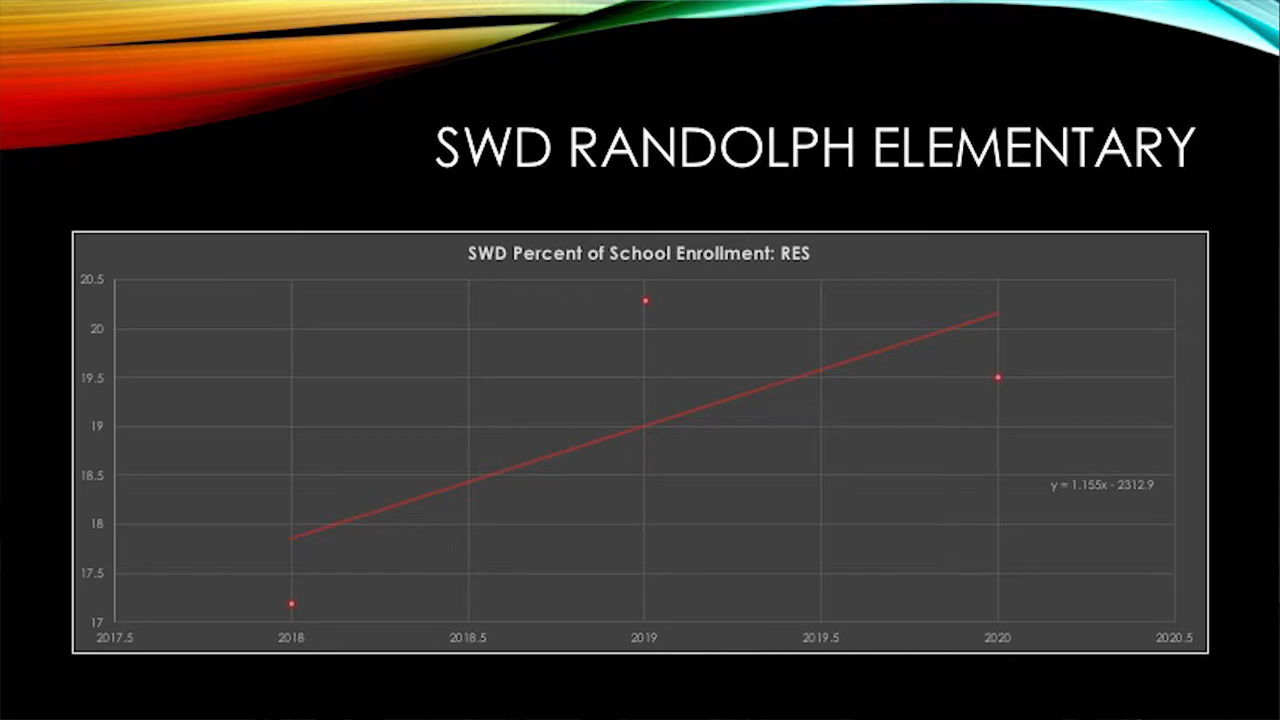 SWD RANDOLPH ELEMENTARY
SWD Percent of School Enrollment: RES
20.5
20
19.5
19
18.5
y = 1.155x - 2312.9
18
17.5
17
2017.5 2018 2018.5 2019 2019.5 2020 2020.5